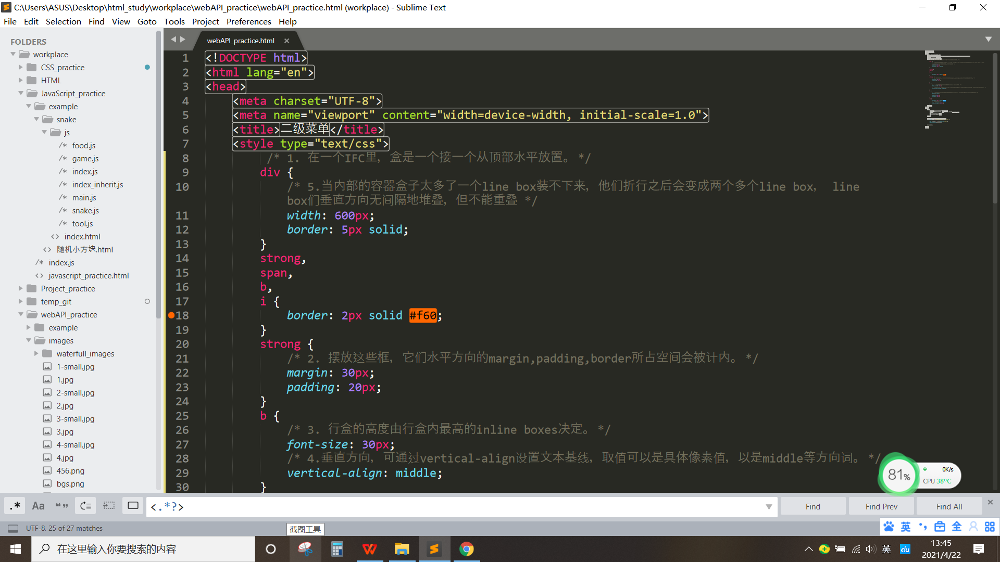 C:\Users\ASUS\Desktop\html_study\workplace\webAPI_practice\webAPI_practice.html (workplace) - Sublime Text
File Edit Selection Find View Goto Tools Project Preferences Help
FOLDERS
workplace
CSS_practice
HTML
JavaScript_practice
example
snake
js
/* food.js
/* game.js
/* index.js
/* index_inherit.js
/* main.js
/* snake.js
/* tool.js
<> index.html
<> 随机小方块.html
/* index.js
<> javascript_practice.html
Project_practice
temp_git
webAPI_practice
example
images
waterfull_images
1-small.jpg
1.jpg
2-small.jpg
2.jpg
3-small.jpg
3.jpg
4-small.jpg
4.jpg
456.png
bgs.png
webAPI_practice.html ×
1 <!DOCTYPE html>
2 <html lang="en">
3 <head>
4 <meta charset="UTF-8">
5 <meta name="viewport" content="width=device-width, initial-scale=1.0">
6 <title>二级菜单</title>
7 <style type="text/css">
8 /* 1. 在一个IFC里，盒是一个接一个从顶部水平放置。 */
9 div {
10 /* 5.当内部的容器盒子太多了一个line box装不下来，他们折行之后会变成两个多个line box， line
box们垂直方向无间隔地堆叠，但不能重叠 */
11 width: 600px;
12 border: 5px solid;
13 }
14 strong,
15 span,
16 b,
17 i {
18 border: 2px solid #f60;
19 }
20 strong {
21 /* 2. 摆放这些框，它们水平方向的margin,padding,border所占空间会被计内。 */
22 margin: 30px;
23 padding: 20px;
24 }
25 b {
26 /* 3. 行盒的高度由行盒内最高的inline boxes决定。 */
27 font-size: 30px;
28 /* 4.垂直方向，可通过vertical-align设置文本基线，取值可以是具体像素值，以是middle等方向词。 */
29 vertical-align: middle;
30 }
81%
0K/s
CPU 38°C
.* Aa “” <.*?> Find Find Prev Find All ×
UTF-8, 25 of 27 matches
截图工具
英 全
在这里输入你要搜索的内容
英 du
13:45
2021/4/22